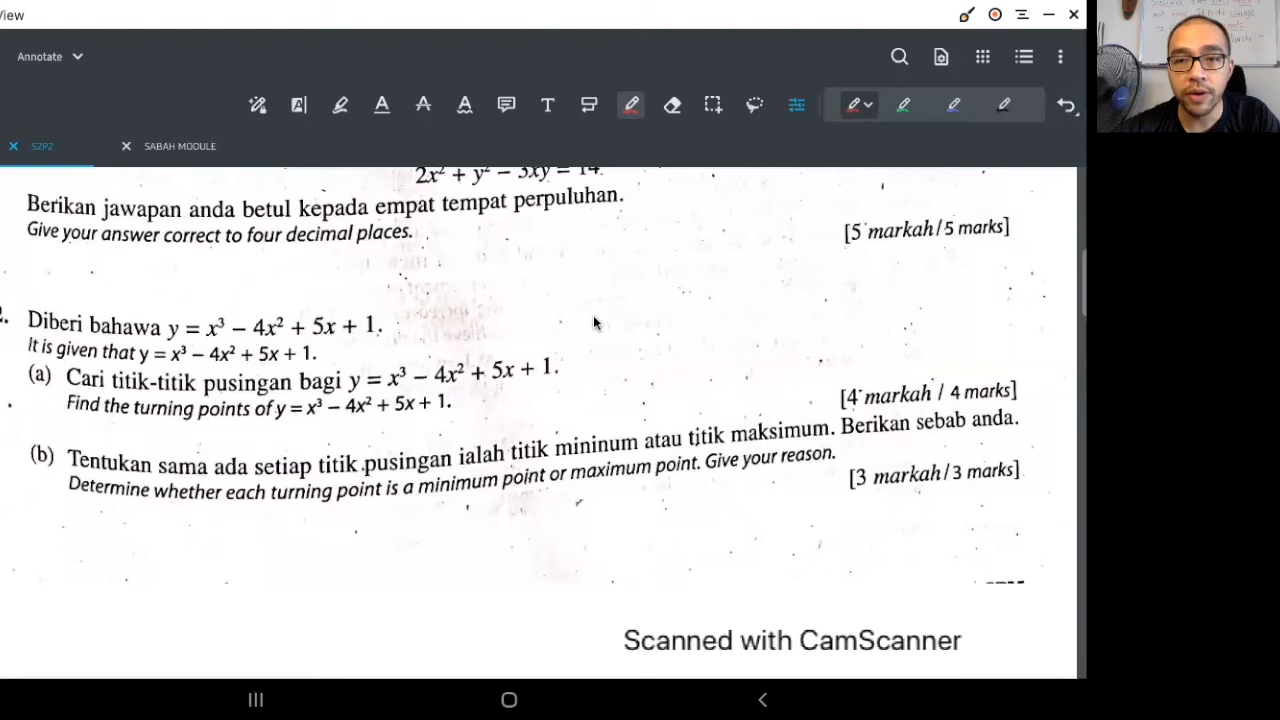 View
Annotate
S2P2
SABAH MODULE
2x² + y² − 3xy = 14.
Berikan jawapan anda betul kepada empat tempat perpuluhan.
Give your answer correct to four decimal places.
[5 markah/5 marks]
Diberi bahawa y = x³ − 4x² + 5x + 1.
It is given that y = x³ − 4x² + 5x + 1.
(a) Cari titik-titik pusingan bagi y = x³ − 4x² + 5x + 1.
Find the turning points of y = x³ − 4x² + 5x + 1.
[4 markah / 4 marks]
(b) Tentukan sama ada setiap titik pusingan ialah titik mininum atau titik maksimum. Berikan sebab anda.
Determine whether each turning point is a minimum point or maximum point. Give your reason.
[3 markah/3 marks]
Scanned with CamScanner